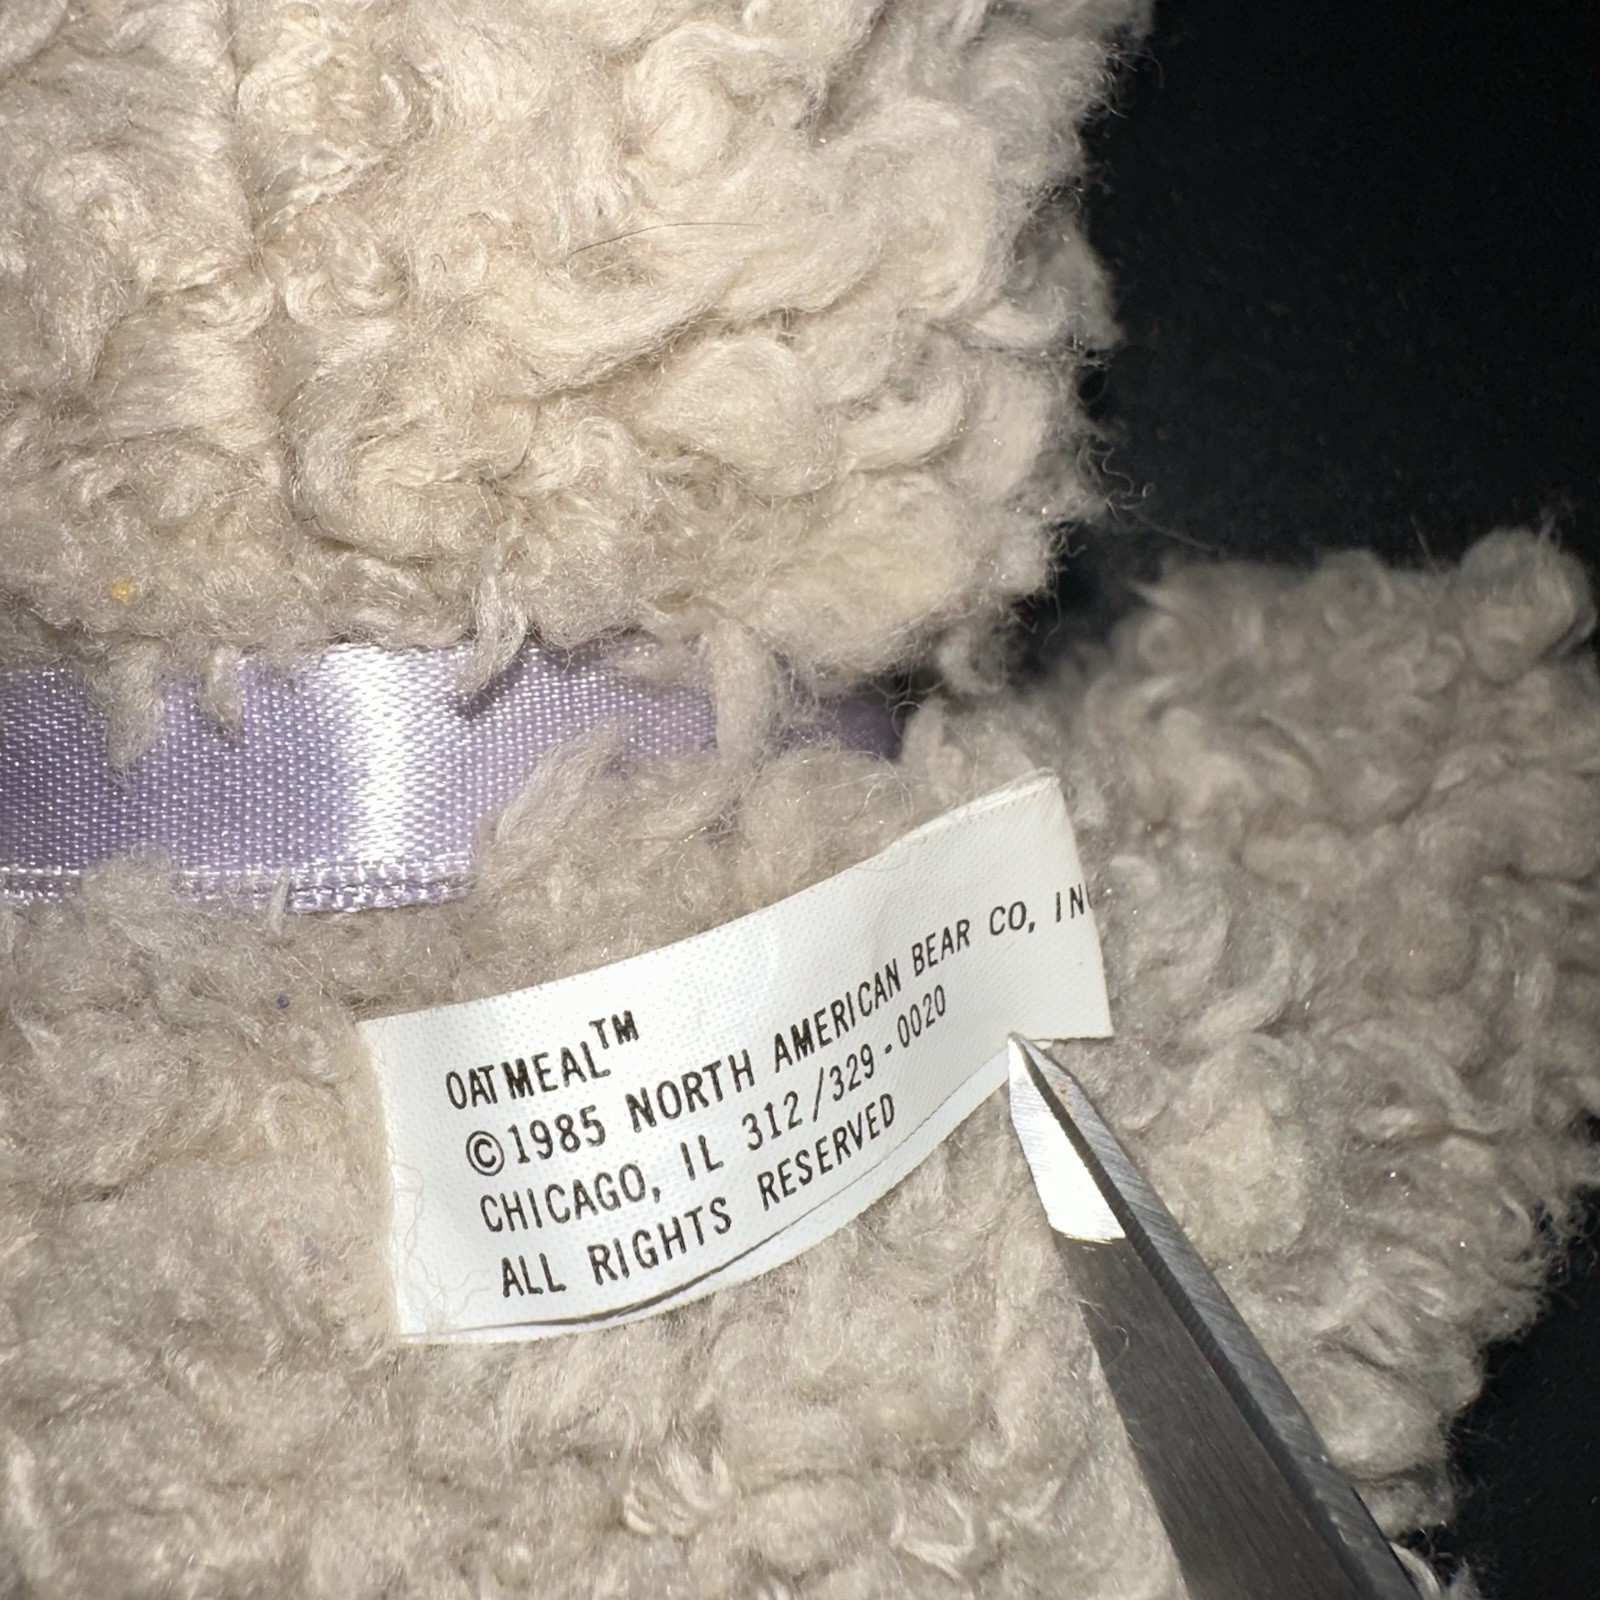 OATMEAL™
©1985 NORTH AMERICAN BEAR CO, INC
CHICAGO, IL 312/329-0020
ALL RIGHTS RESERVED